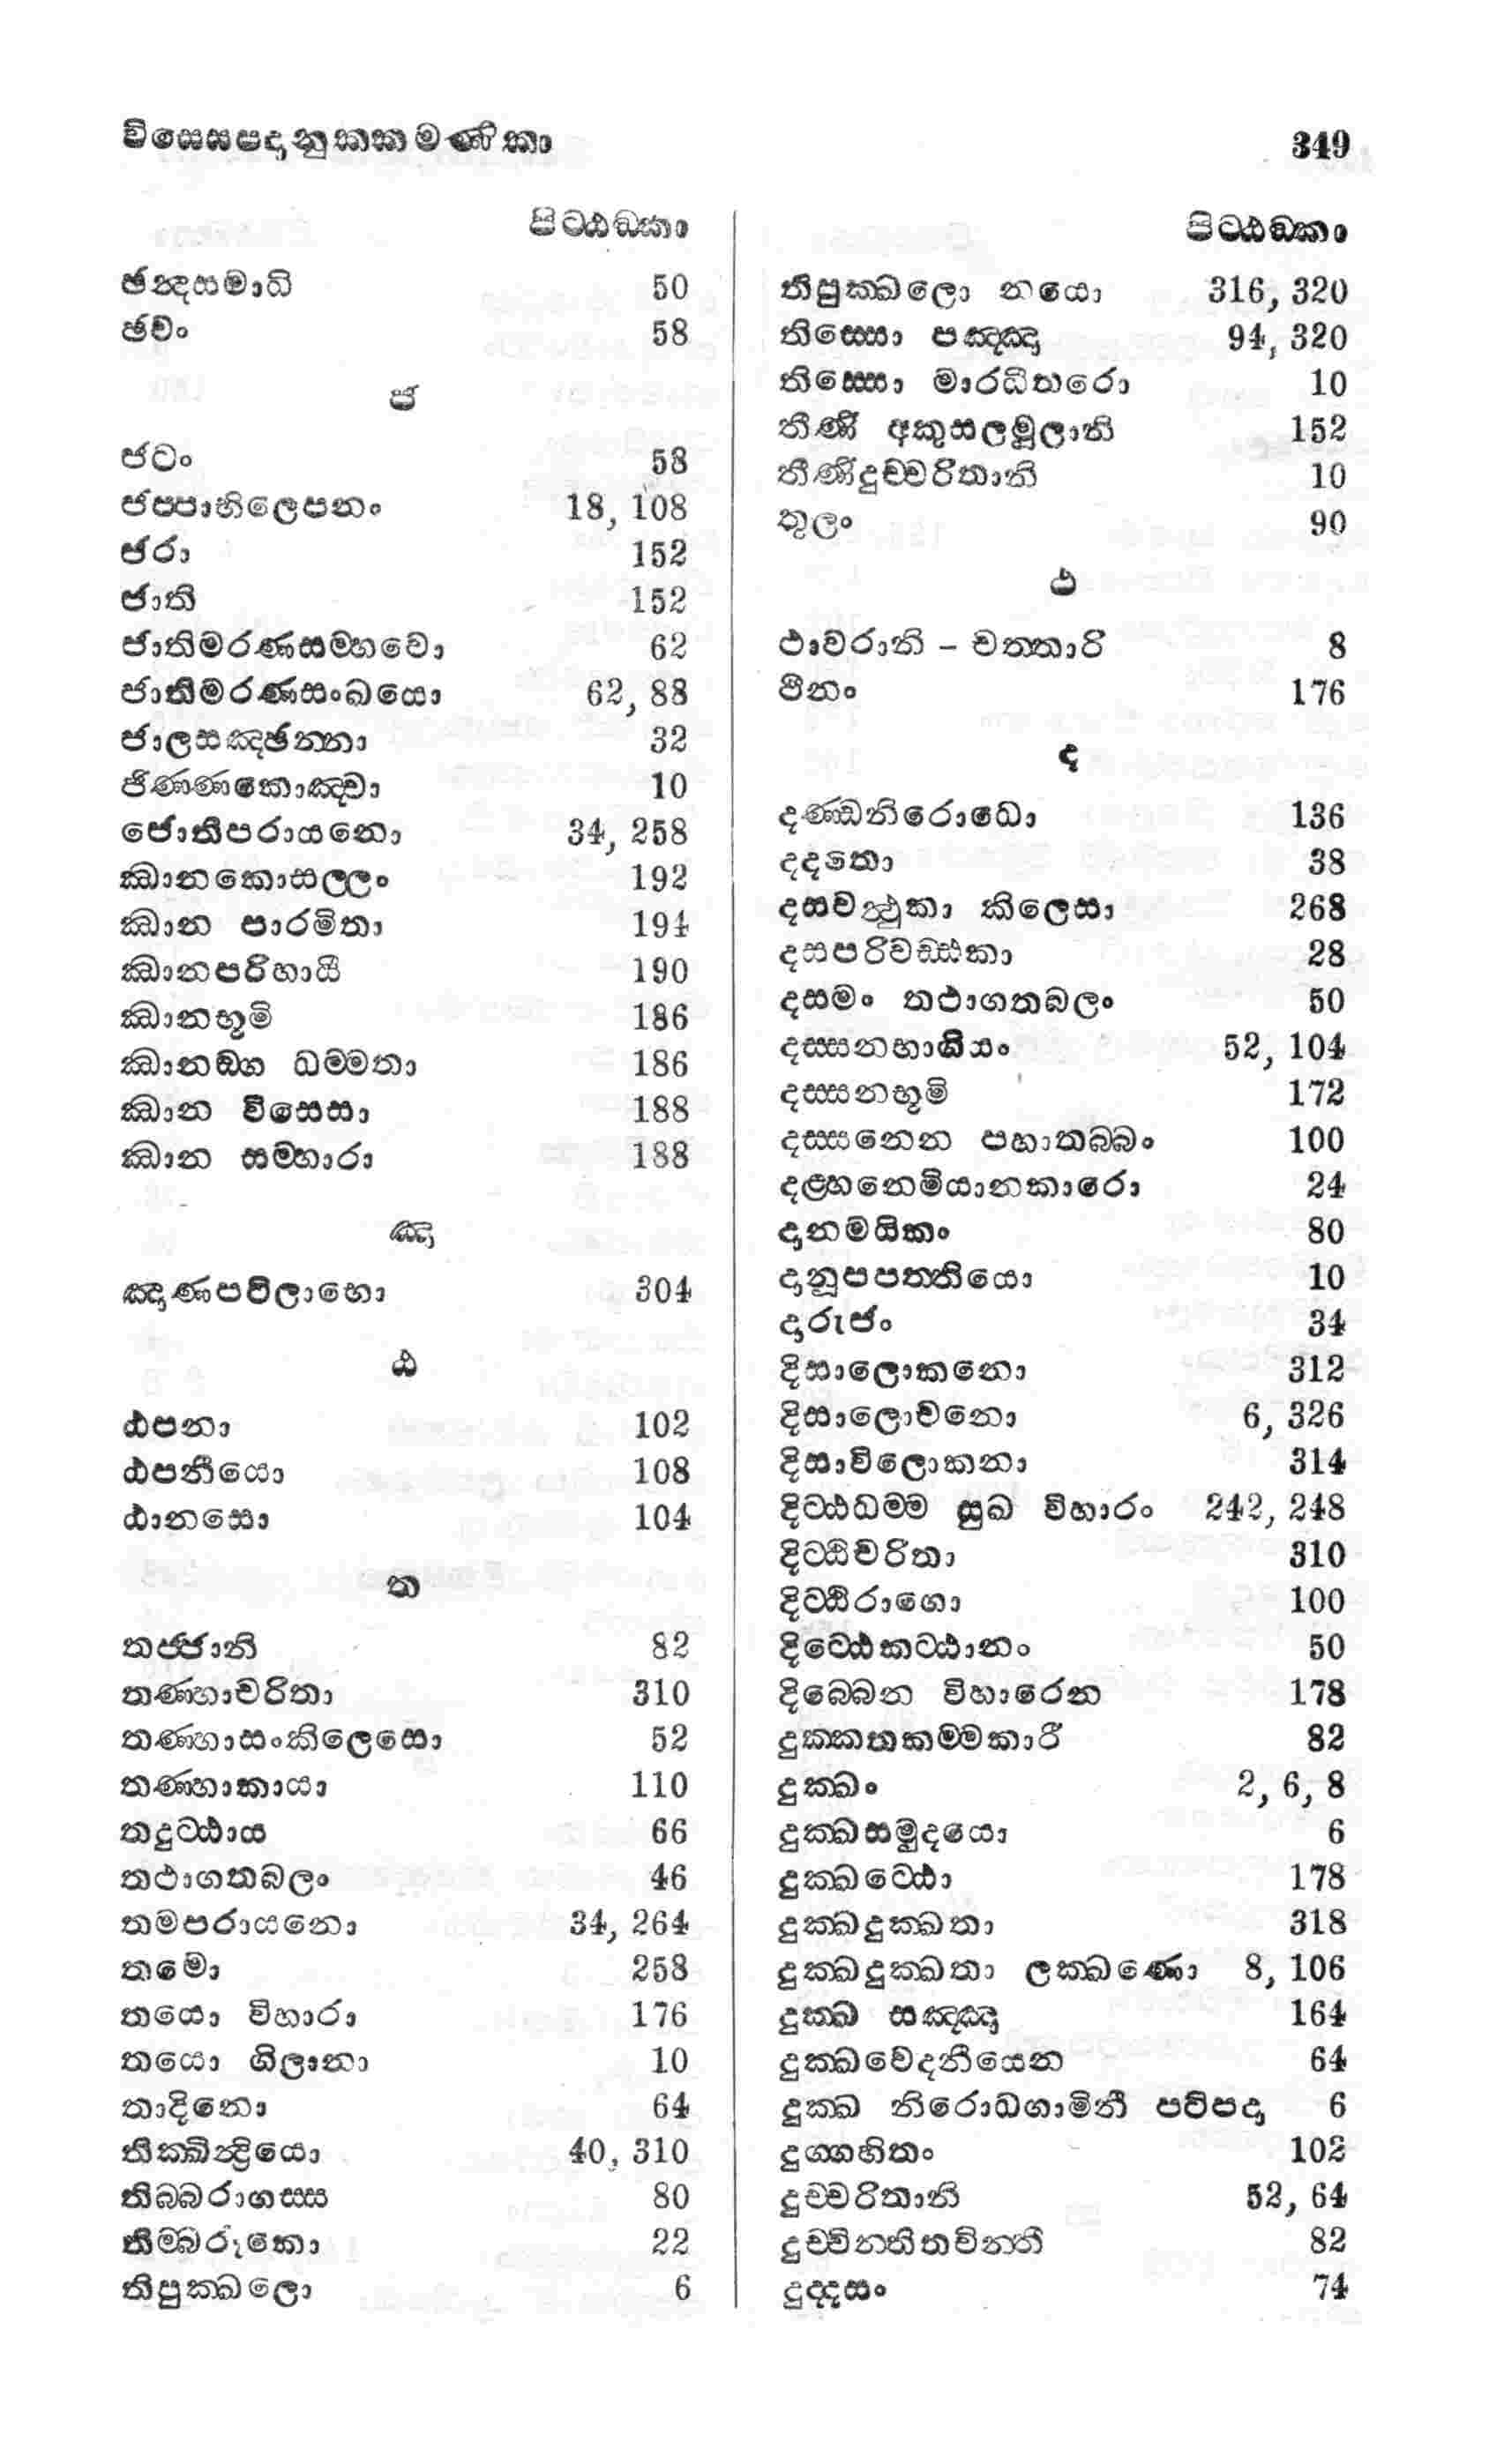 විසෙසපදානුක්කමණිකා 349
පිට්ඨඞ්කා
ඡන්දසමාධි 50
ඡවිං 58
ජ
ජටං 58
ජප්පාභිලෙපනං 18, 108
ජරා 152
ජාති 152
ජාතිමරණසම්භවො 62
ජාතිමරණසංඛයො 62, 88
ජාලසඤ්ඡන්නා 32
ජිණ්ණකොඤ්චා 10
ජොතිපරායනො 34, 258
ඣානකොසල්ලං 192
ඣාන පාරමිතා 194
ඣානපරිහායී 190
ඣානභූමි 186
ඣානඞ්ග ධම්මතා 186
ඣාන විසෙසා 188
ඣාන සම්භාරා 188
ඤ
ඤාණපටිලාභො 304
ඨ
ඨපනා 102
ඨපනීයො 108
ඨානසො 104
ත
තජ්ජානි 82
තණ්හාචරිතා 310
තණ්හාසංකිලෙසො 52
තණ්හාකායා 110
තදුට්ඨාය 66
තථාගතබලං 46
තමපරායනො 34, 264
තමො 258
තයො විහාරා 176
තයො ගිලානා 10
තාදිනො 64
තික්ඛින්ද්‍රියො 40, 310
තිබ්බරාගස්ස 80
තිම්බරූකො 22
තිපුක්ඛලො 6
පිට්ඨඞ්කා
තිපුක්ඛලො නයො 316, 320
තිස්සො පඤ්ඤා 94, 320
තිස්සො මාරධීතරො 10
තීණි අකුසලමූලානි 152
තීණිදුච්චරිතානි 10
තුලං 90
ථ
ථාවරානි – චත්තාරි 8
ථීනං 176
ද
දණ්ඩනිරොධො 136
දදතො 38
දසවත්ථුකා කිලෙසා 268
දසපරිවඩ්ඪකා 28
දසමං තථාගතබලං 50
දස්සනභාගියං 52, 104
දස්සනභූමි 172
දස්සනෙන පහාතබ්බං 100
දළ්හනෙමියානකාරො 24
දානමයිකං 80
දානූපපත්තියො 10
දාරුජං 34
දිසාලොකනො 312
දිසාලොචනො 6, 326
දිසාවිලොකනා 314
දිට්ඨධම්ම සුඛ විහාරං 242, 248
දිට්ඨිචරිතා 310
දිට්ඨිරාගො 100
දිට්ඨෙකට්ඨානං 50
දිබ්බෙන විහාරෙන 178
දුක්කතකම්මකාරී 82
දුක්ඛං 2, 6, 8
දුක්ඛසමුදයො 6
දුක්ඛට්ඨො 178
දුක්ඛදුක්ඛතා 318
දුක්ඛදුක්ඛතා ලක්ඛණො 8, 106
දුක්ඛ සඤ්ඤා 164
දුක්ඛවෙදනීයෙන 64
දුක්ඛ නිරොධගාමිනී පටිපදා 6
දුග්ගහිතං 102
දුච්චරිතානි 52, 64
දුච්චින්තිතචින්තී 82
දුද්දසං 74